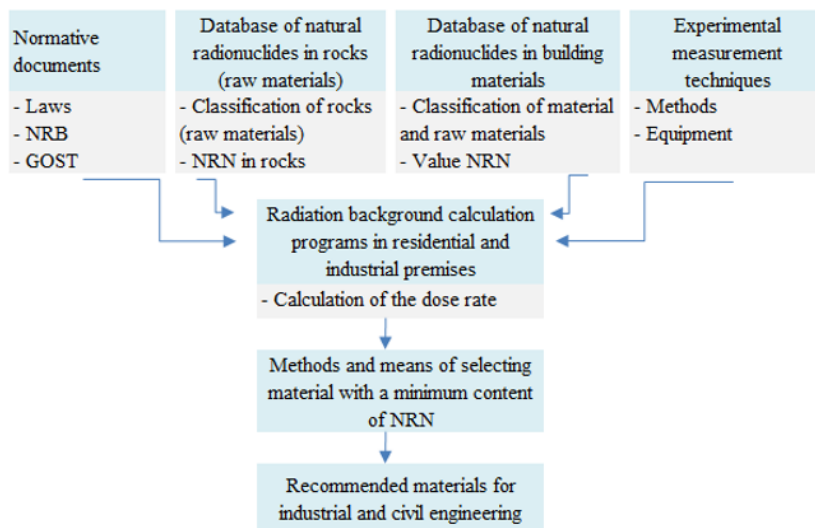 Normative
documents
- Laws
- NRB
- GOST
Database of natural
radionuclides in rocks
(raw materials)
- Classification of rocks
(raw materials)
- NRN in rocks
Database of natural
radionuclides in building
materials
- Classification of material
and raw materials
- Value NRN
Experimental
measurement
techniques
- Methods
- Equipment
Radiation background calculation
programs in residential and
industrial premises
- Calculation of the dose rate
Methods and means of selecting
material with a minimum content
of NRN
Recommended materials for
industrial and civil engineering